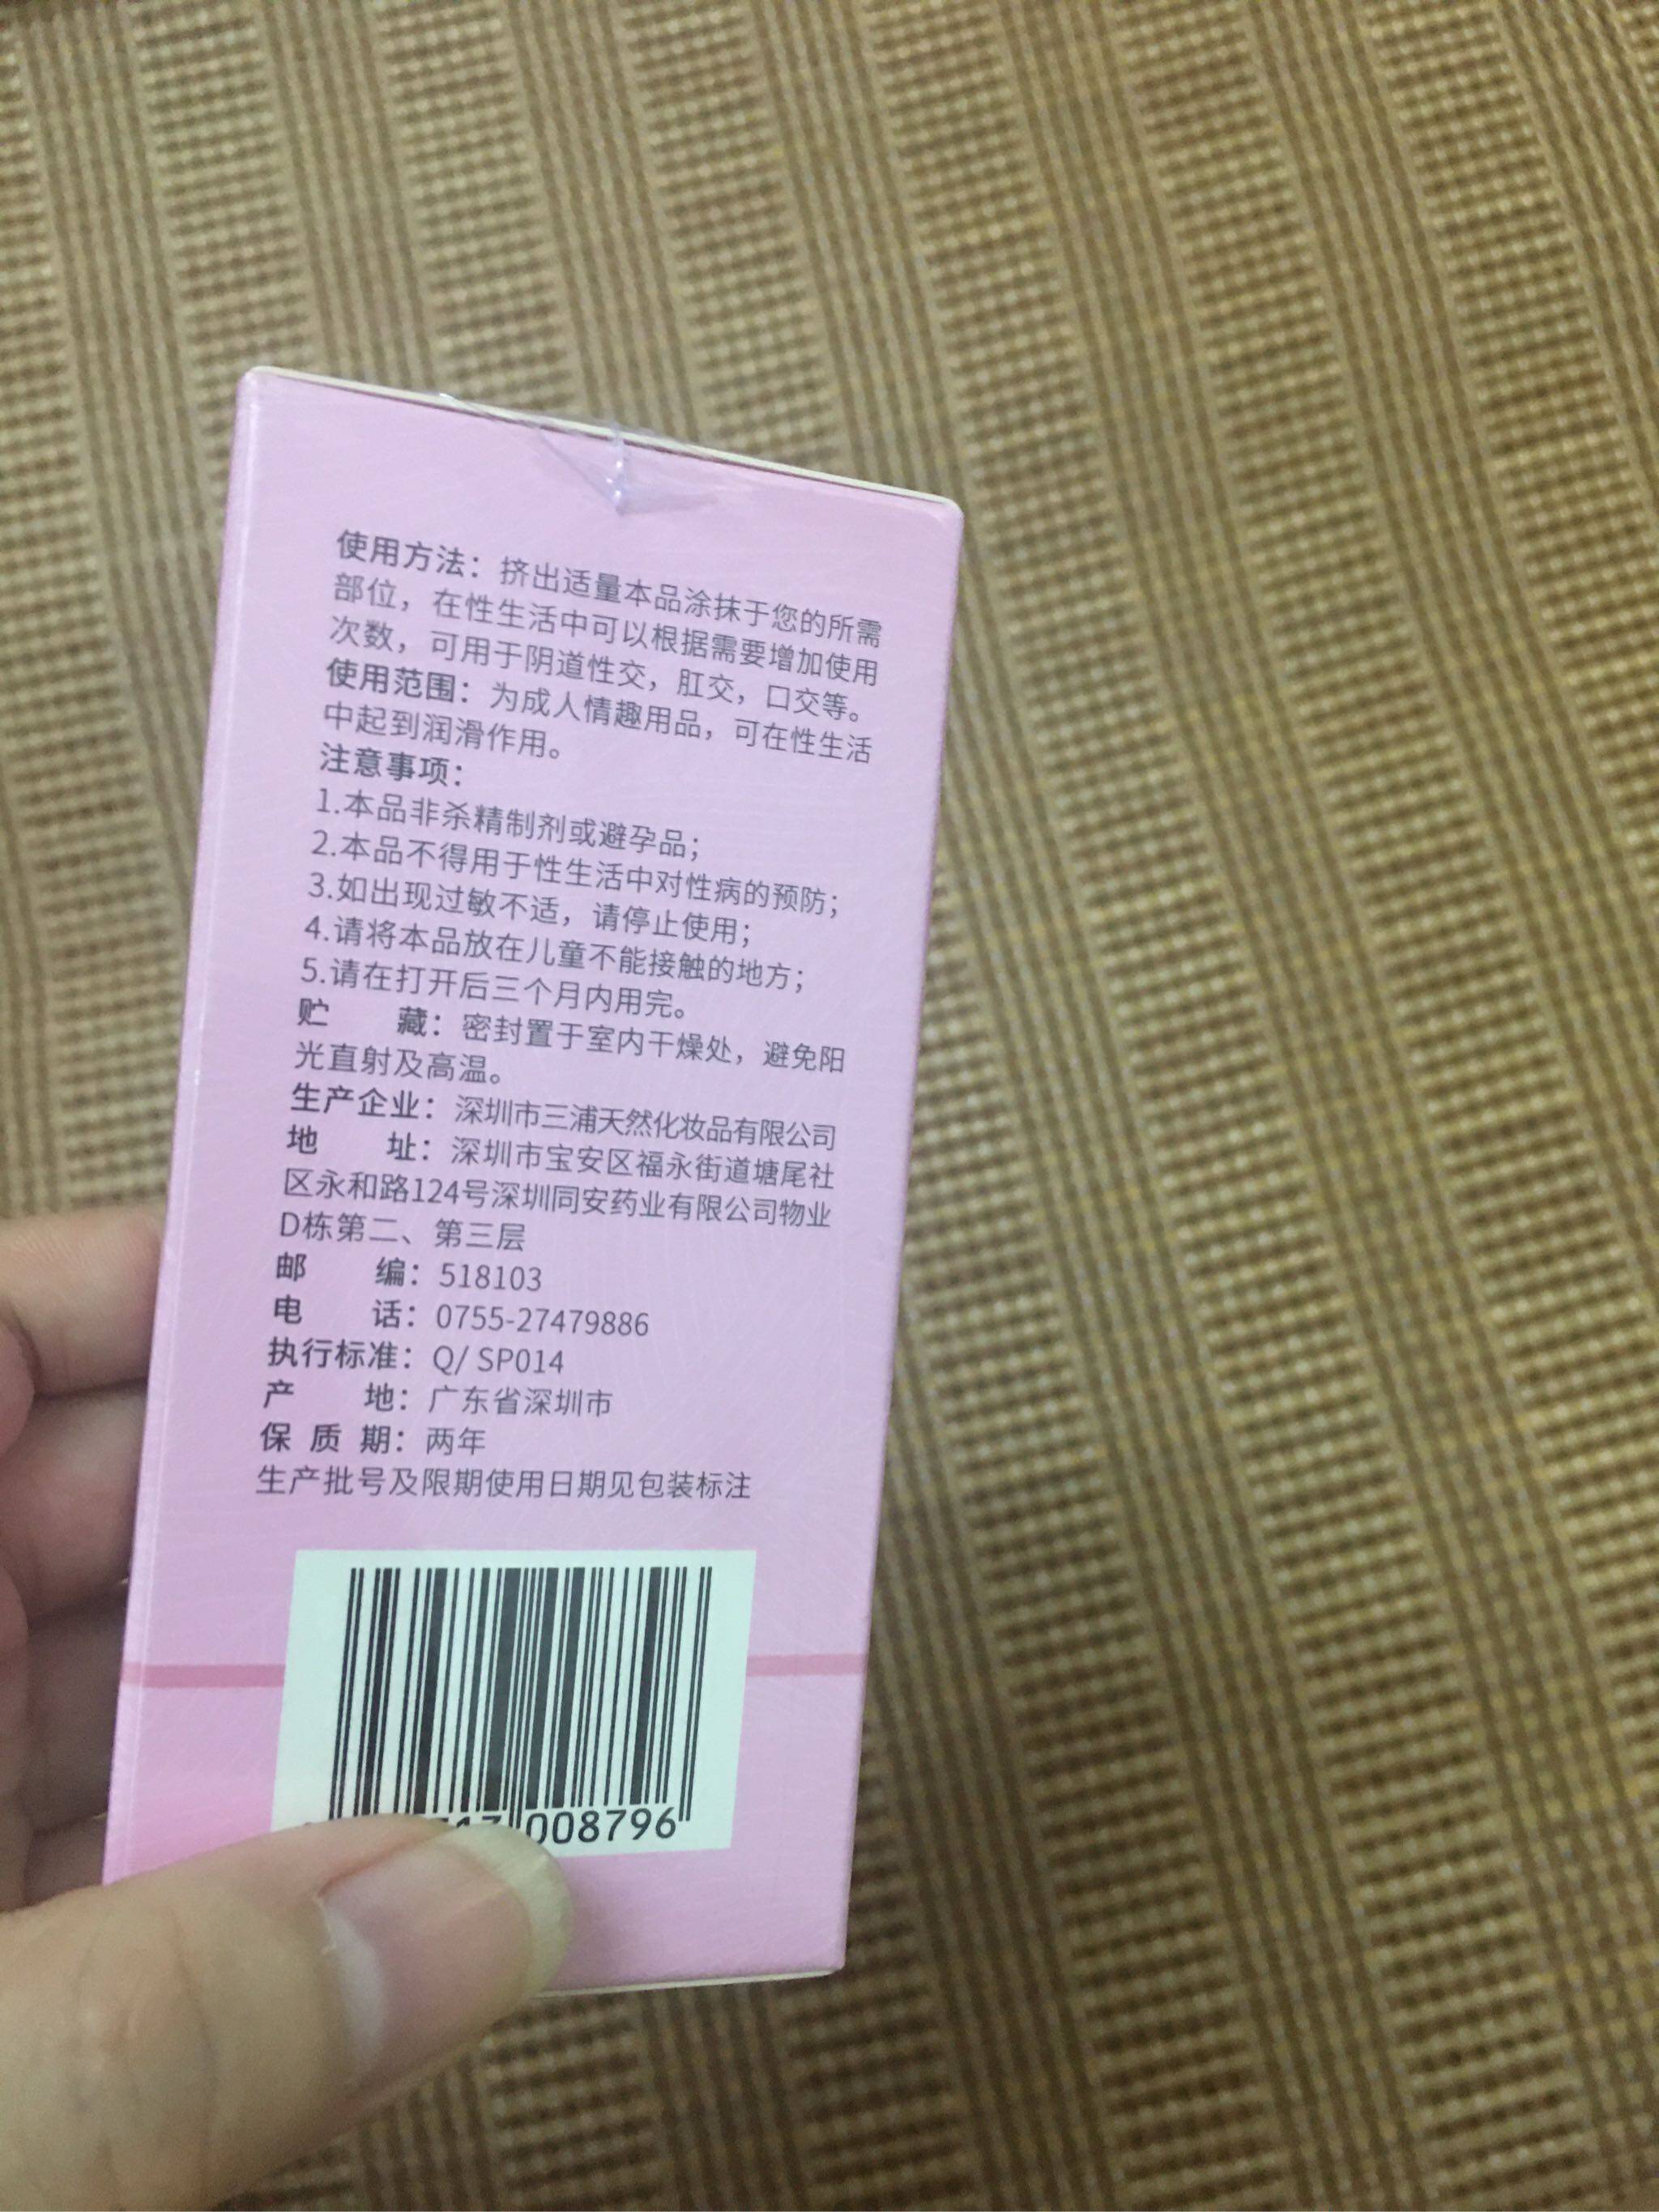 使用方法：挤出适量本品涂抹于您的所需
部位，在性生活中可以根据需要增加使用
次数，可用于阴道性交，肛交，口交等。
使用范围：为成人情趣用品，可在性生活
中起到润滑作用。
注意事项：
1.本品非杀精制剂或避孕品；
2.本品不得用于性生活中对性病的预防；
3.如出现过敏不适，请停止使用；
4.请将本品放在儿童不能接触的地方；
5.请在打开后三个月内用完。
贮 藏：密封置于室内干燥处，避免阳
光直射及高温。
生产企业：深圳市三浦天然化妆品有限公司
地 址：深圳市宝安区福永街道塘尾社
区永和路124号深圳同安药业有限公司物业
D栋第二、第三层
邮 编：518103
电 话：0755-27479886
执行标准：Q/ SP014
产 地：广东省深圳市
保 质 期：两年
生产批号及限期使用日期见包装标注
008796